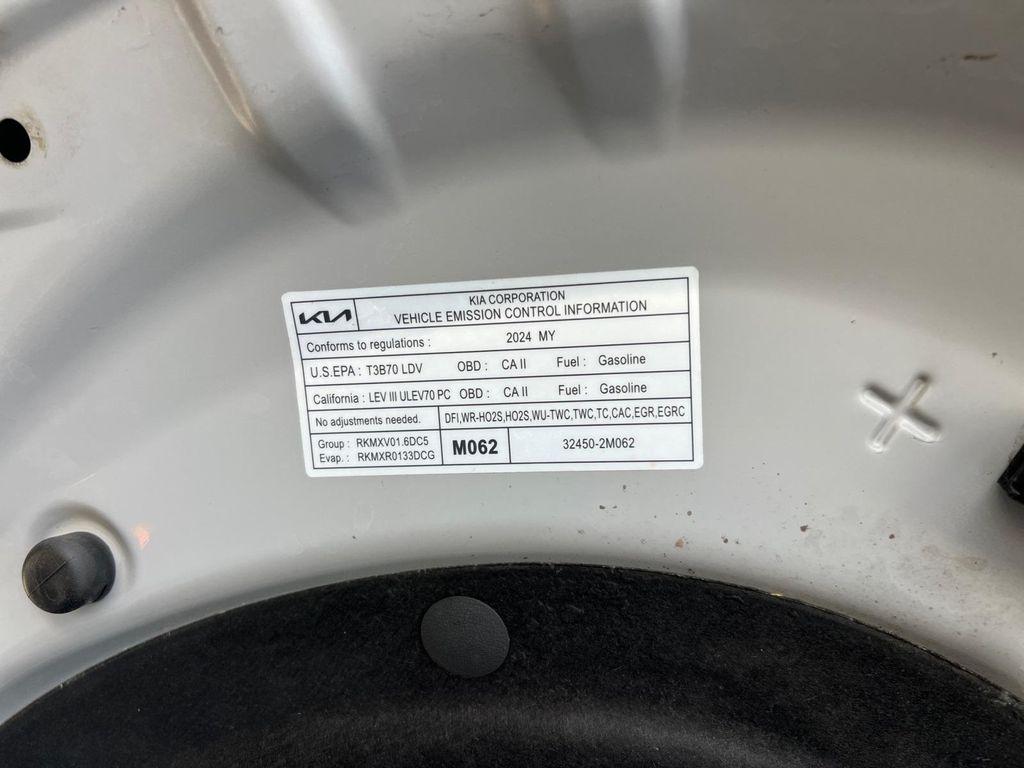 KIA
KIA CORPORATION
VEHICLE EMISSION CONTROL INFORMATION
Conforms to regulations : 2024 MY
U.S.EPA : T3B70 LDV OBD : CA II Fuel : Gasoline
California : LEV III ULEV70 PC OBD : CA II Fuel : Gasoline
No adjustments needed. DFI,WR-HO2S,HO2S,WU-TWC,TWC,TC,CAC,EGR,EGRC
Group : RKMXV01.6DC5
Evap. : RKMXR0133DCG
M062
32450-2M062